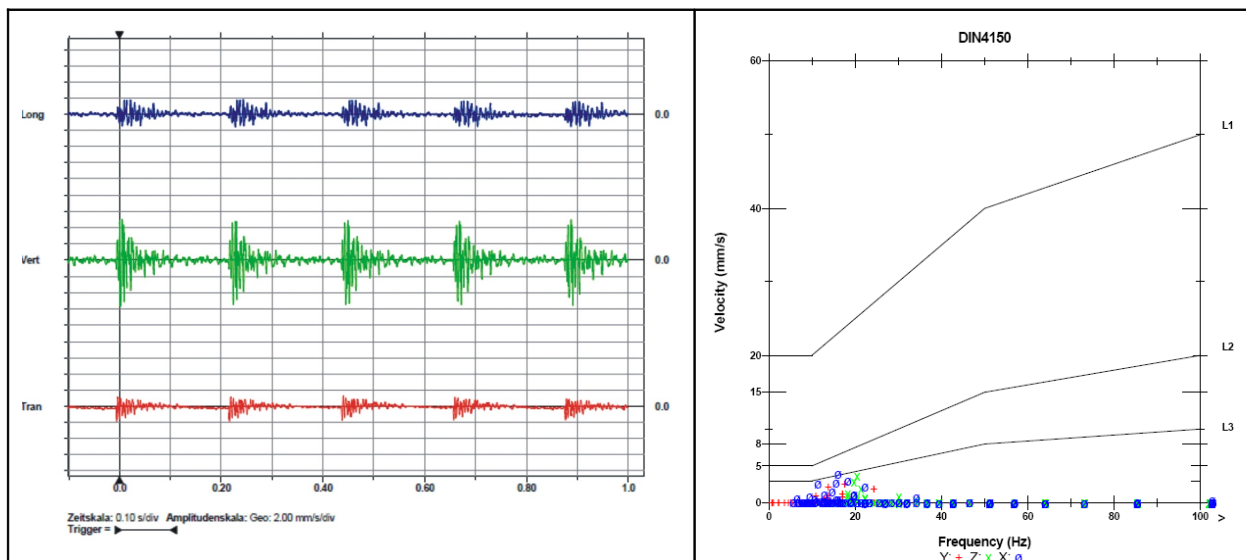 Long
0.0
Vert
0.0
Tran
0.0
0.0 0.20 0.40 0.60 0.80 1.0
Zeitskala: 0.10 s/div Amplitudenskala: Geo: 2.00 mm/s/div
Trigger =
DIN4150
60
L1
40
Velocity (mm/s)
20
L2
15
L3
8
5
0
0 20 40 60 80 100
>
Frequency (Hz)
Y: + Z: x X: ø